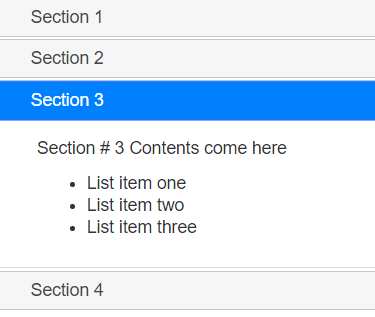 Section 1
Section 2
Section 3
Section # 3 Contents come here
List item one
List item two
List item three
Section 4